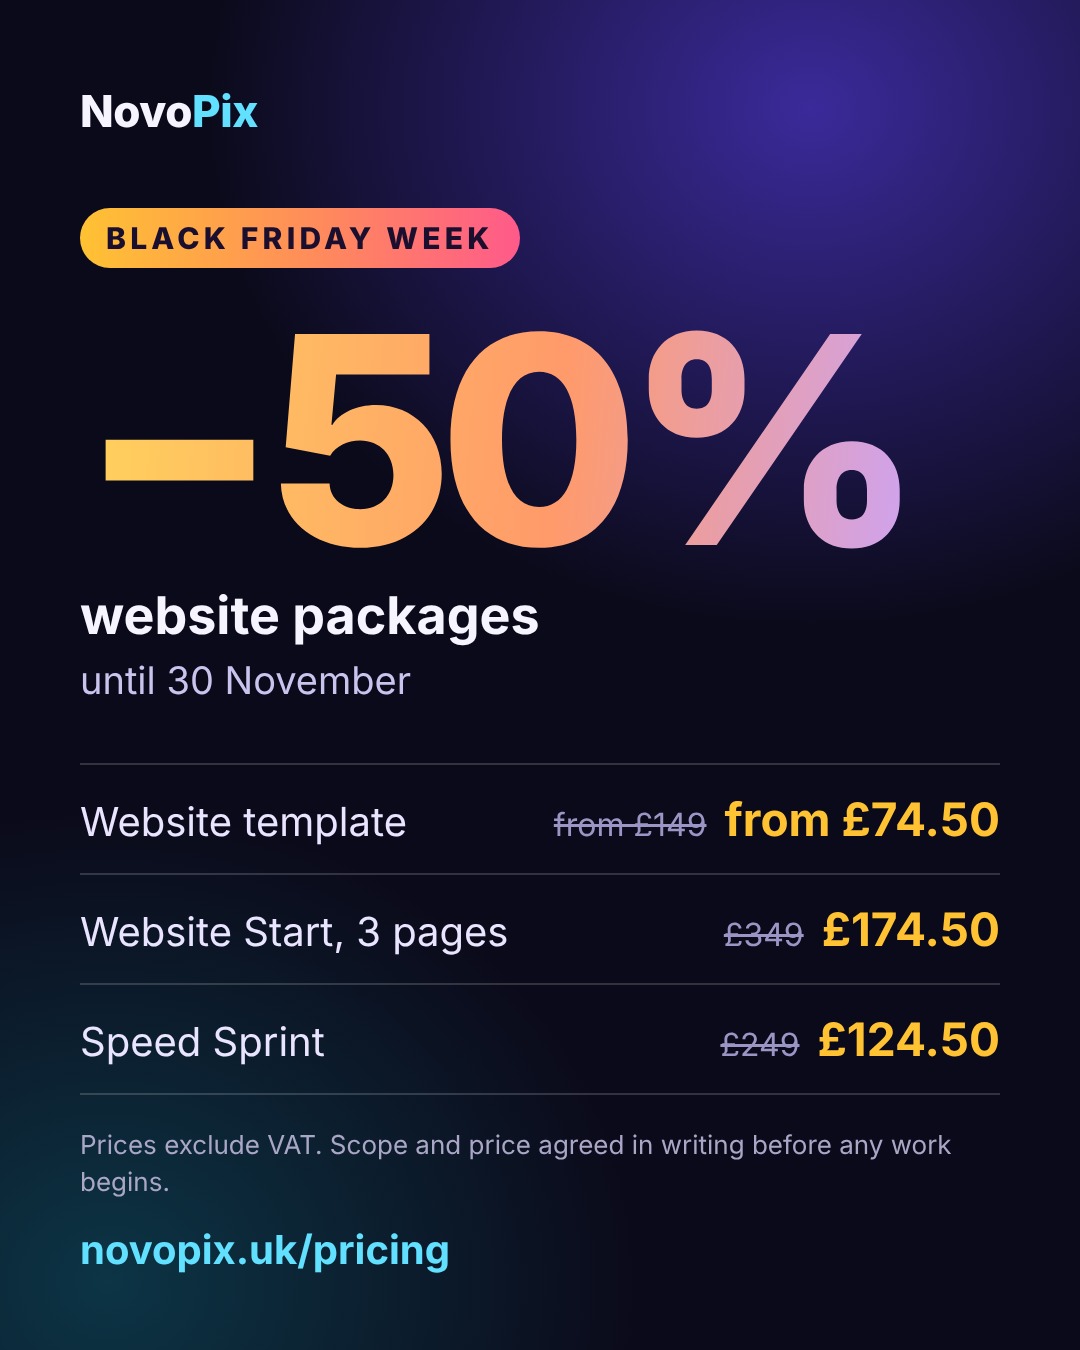 NovoPix
BLACK FRIDAY WEEK
–50%
website packages
until 30 November
Website template from £149 from £74.50
Website Start, 3 pages £349 £174.50
Speed Sprint £249 £124.50
Prices exclude VAT. Scope and price agreed in writing before any work
begins.
novopix.uk/pricing